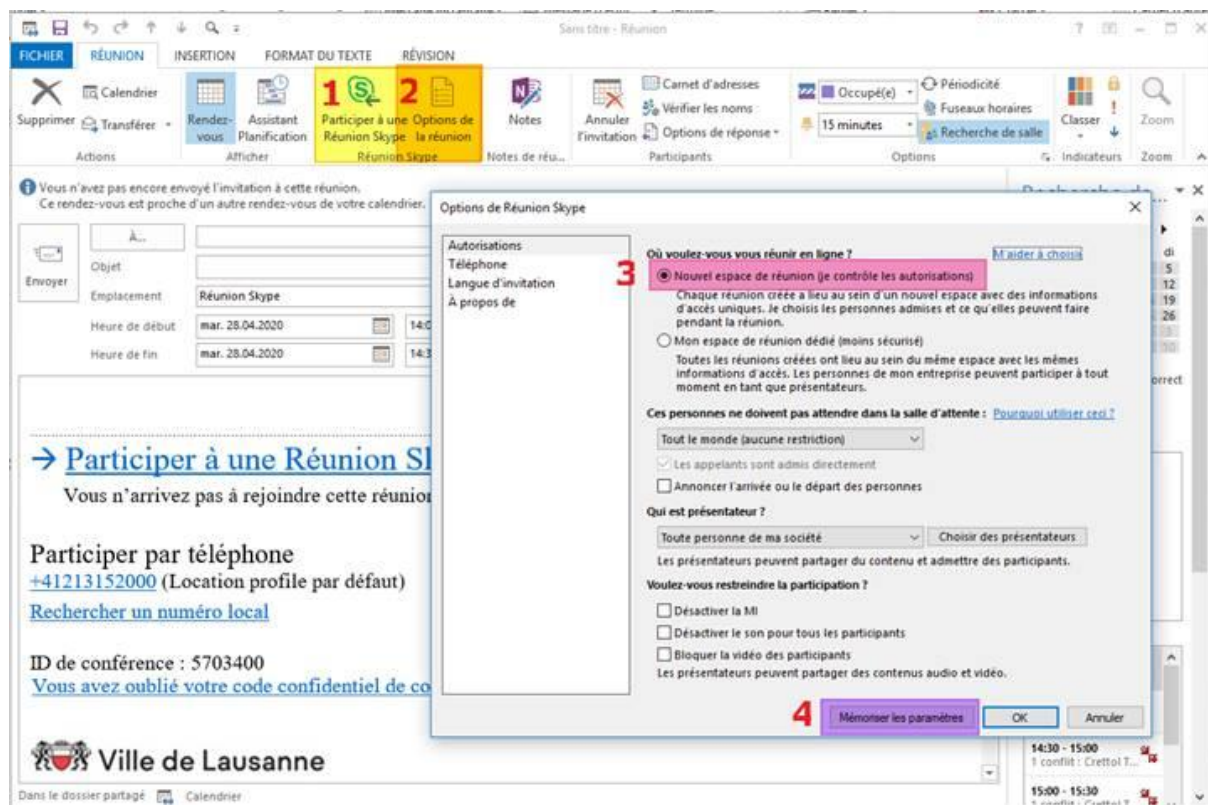 Sans titre - Réunion
FICHIER RÉUNION INSERTION FORMAT DU TEXTE RÉVISION
Supprimer
Calendrier
Transférer
Actions
Rendez-vous
Assistant Planification
Afficher
1
Participer à une Réunion Skype
2
Options de la réunion
Réunion Skype
Notes
Notes de réu...
Annuler l'invitation
Carnet d'adresses
Vérifier les noms
Options de réponse
Participants
Occupé(e)
15 minutes
Périodicité
Fuseaux horaires
Recherche de salle
Options
Classer
Indicateurs
Zoom
Zoom
Vous n'avez pas encore envoyé l'invitation à cette réunion.
Ce rendez-vous est proche d'un autre rendez-vous de votre calendrier.
Envoyer
À...
Objet
Emplacement Réunion Skype
Heure de début mar. 28.04.2020
Heure de fin mar. 28.04.2020
→ Participer à une Réunion
Vous n'arrivez pas à rejoindre cette réunion
Participer par téléphone
+41213152000 (Location profile par défaut)
Rechercher un numéro local
ID de conférence : 5703400
Vous avez oublié votre code confidentiel de
Ville de Lausanne
Dans le dossier partagé Calendrier
Options de Réunion Skype
Autorisations
Téléphone
Langue d'invitation
À propos de
Où voulez-vous vous réunir en ligne ? M'aider à choisir
3
Nouvel espace de réunion (je contrôle les autorisations)
Chaque réunion créée a lieu au sein d'un nouvel espace avec des informations
d'accès uniques. Je choisis les personnes admises et ce qu'elles peuvent faire
pendant la réunion.
Mon espace de réunion dédié (moins sécurisé)
Toutes les réunions créées ont lieu au sein du même espace avec les mêmes
informations d'accès. Les personnes de mon entreprise peuvent participer à tout
moment en tant que présentateurs.
Ces personnes ne doivent pas attendre dans la salle d'attente : Pourquoi utiliser ceci ?
Tout le monde (aucune restriction)
Les appelants sont admis directement
Annoncer l'arrivée ou le départ des personnes
Qui est présentateur ?
Toute personne de ma société Choisir des présentateurs
Les présentateurs peuvent partager du contenu et admettre des participants.
Voulez-vous restreindre la participation ?
Désactiver la MI
Désactiver le son pour tous les participants
Bloquer la vidéo des participants
Les présentateurs peuvent partager des contenus audio et vidéo.
4
Mémoriser les paramètres OK Annuler
di
5
12
19
26
14:30 - 15:00
1 conflit : Crettol T...
15:00 - 15:30